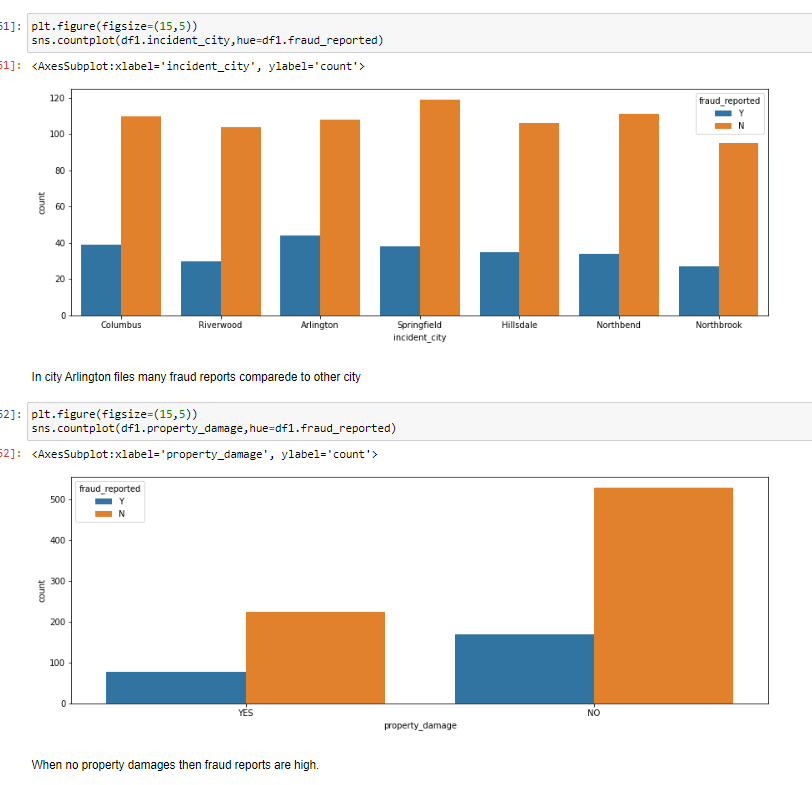 51]: plt.figure(figsize=(15,5))
sns.countplot(df1.incident_city,hue=df1.fraud_reported)
51]: <AxesSubplot:xlabel='incident_city', ylabel='count'>
120
fraud_reported
Y
N
100
80
60
40
20
0
count
Columbus Riverwood Arlington Springfield Hillsdale Northbend Northbrook
incident_city
In city Arlington files many fraud reports comparede to other city
52]: plt.figure(figsize=(15,5))
sns.countplot(df1.property_damage,hue=df1.fraud_reported)
52]: <AxesSubplot:xlabel='property_damage', ylabel='count'>
fraud_reported
Y
N
500
400
300
200
100
0
count
YES NO
property_damage
When no property damages then fraud reports are high.